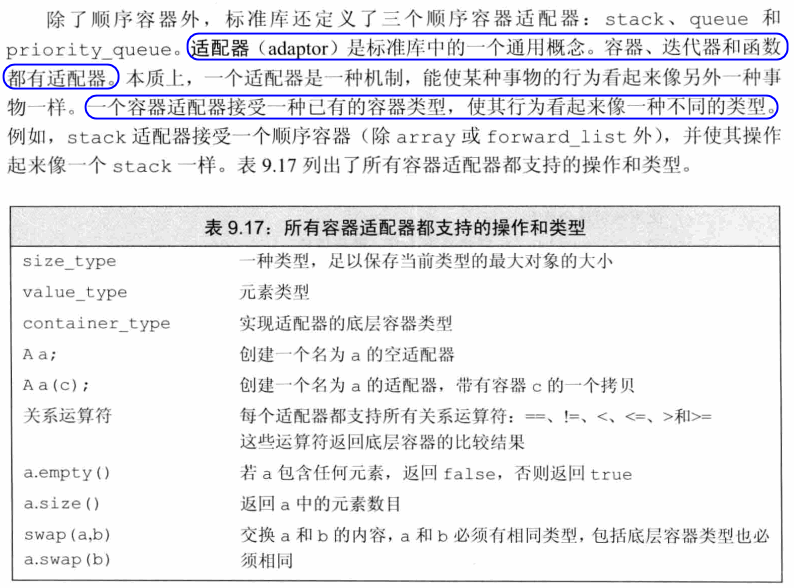 除了顺序容器外，标准库还定义了三个顺序容器适配器：stack、queue 和
priority_queue。适配器（adaptor）是标准库中的一个通用概念。容器、迭代器和函数
都有适配器。本质上，一个适配器是一种机制，能使某种事物的行为看起来像另外一种事
物一样。一个容器适配器接受一种已有的容器类型，使其行为看起来像一种不同的类型。
例如，stack 适配器接受一个顺序容器（除 array 或 forward_list 外），并使其操作
起来像一个 stack 一样。表 9.17 列出了所有容器适配器都支持的操作和类型。
表 9.17：所有容器适配器都支持的操作和类型
size_type 一种类型，足以保存当前类型的最大对象的大小
value_type 元素类型
container_type 实现适配器的底层容器类型
A a; 创建一个名为 a 的空适配器
A a(c); 创建一个名为 a 的适配器，带有容器 c 的一个拷贝
关系运算符 每个适配器都支持所有关系运算符：==、!=、<、<=、>和>=
这些运算符返回底层容器的比较结果
a.empty() 若 a 包含任何元素，返回 false，否则返回 true
a.size() 返回 a 中的元素数目
swap(a,b) 交换 a 和 b 的内容，a 和 b 必须有相同类型，包括底层容器类型也必
a.swap(b) 须相同